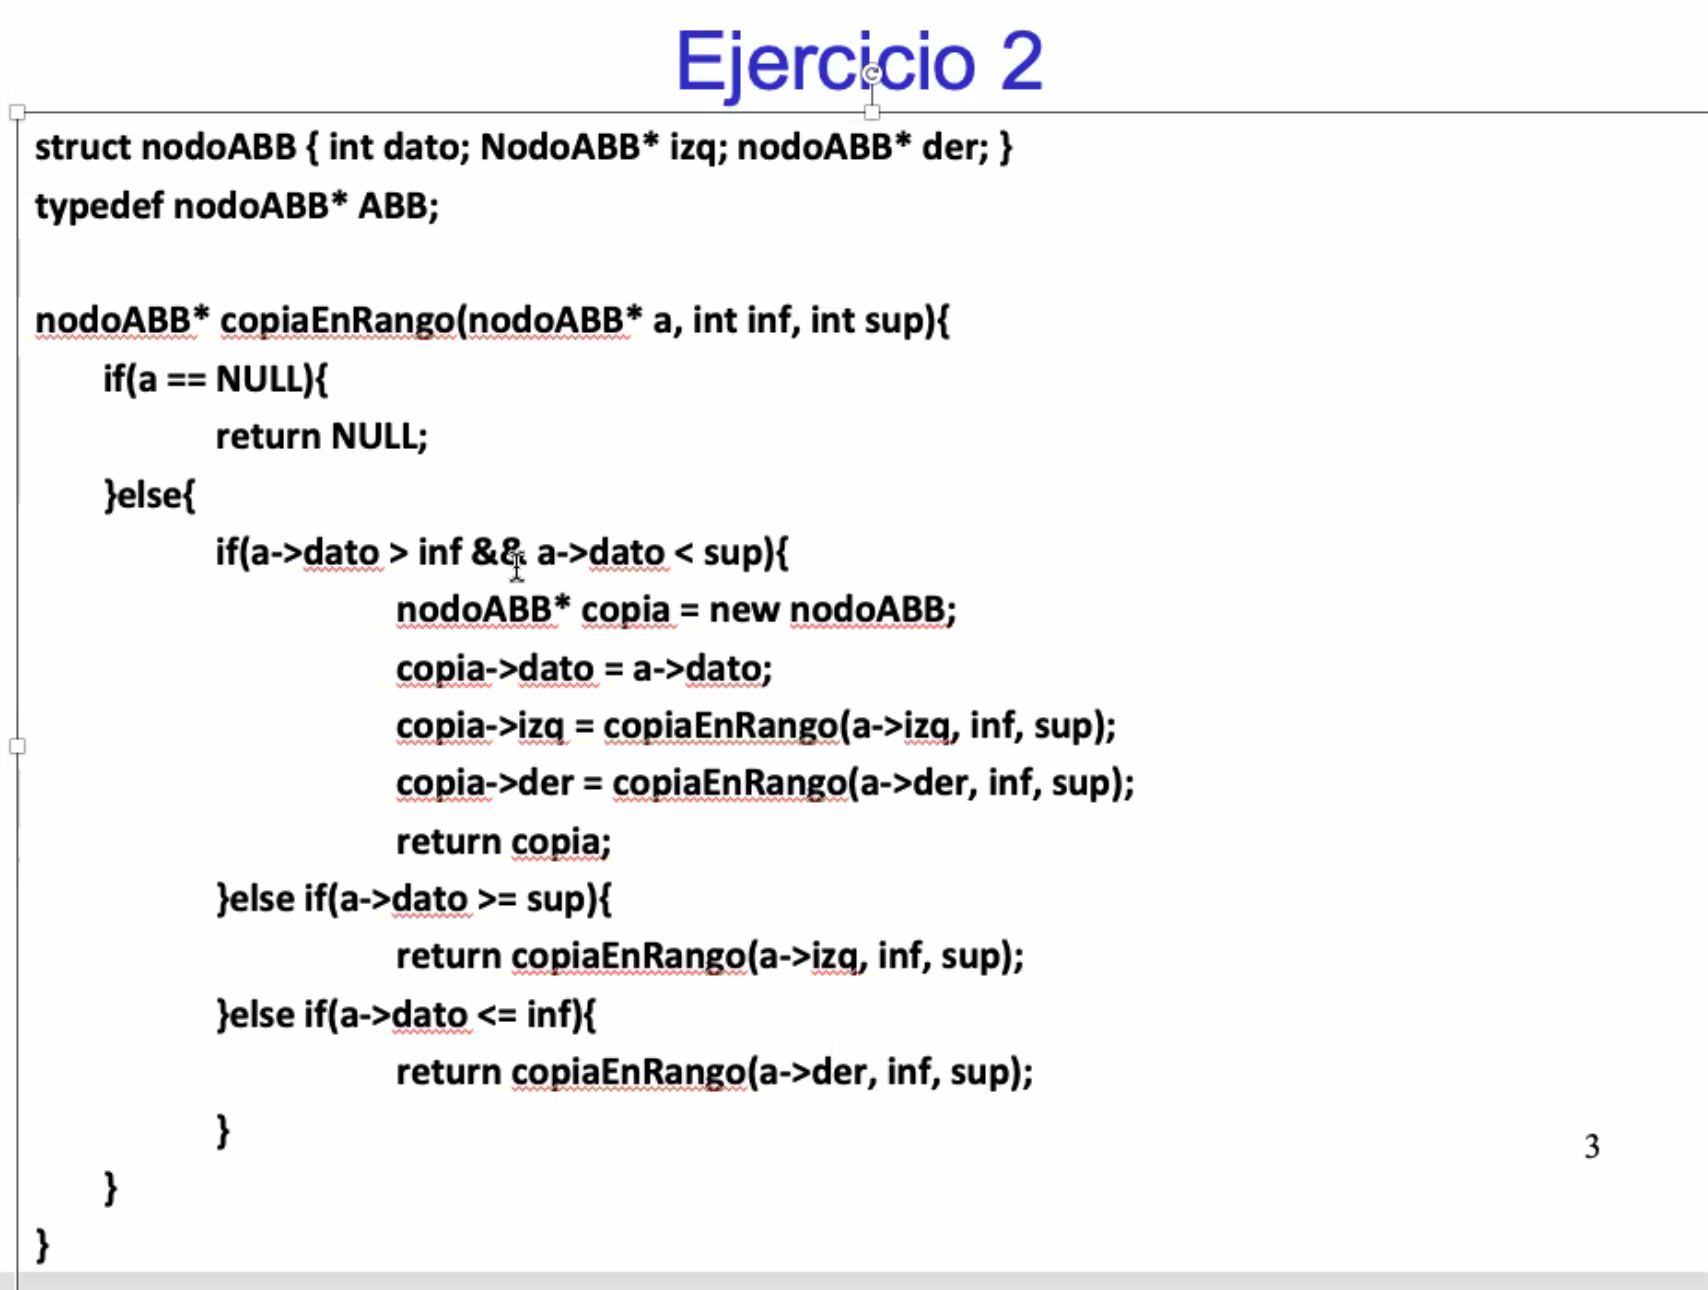 Ejercicio 2
struct nodoABB { int dato; NodoABB* izq; nodoABB* der; }
typedef nodoABB* ABB;
nodoABB* copiaEnRango(nodoABB* a, int inf, int sup){
if(a == NULL){
return NULL;
}else{
if(a->dato > inf && a->dato < sup){
nodoABB* copia = new nodoABB;
copia->dato = a->dato;
copia->izq = copiaEnRango(a->izq, inf, sup);
copia->der = copiaEnRango(a->der, inf, sup);
return copia;
}else if(a->dato >= sup){
return copiaEnRango(a->izq, inf, sup);
}else if(a->dato <= inf){
return copiaEnRango(a->der, inf, sup);
}
3
}
}